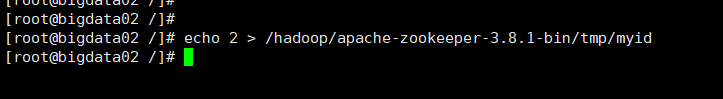 [root@bigdata02 /]#
[root@bigdata02 /]#
[root@bigdata02 /]# echo 2 > /hadoop/apache-zookeeper-3.8.1-bin/tmp/myid
[root@bigdata02 /]#